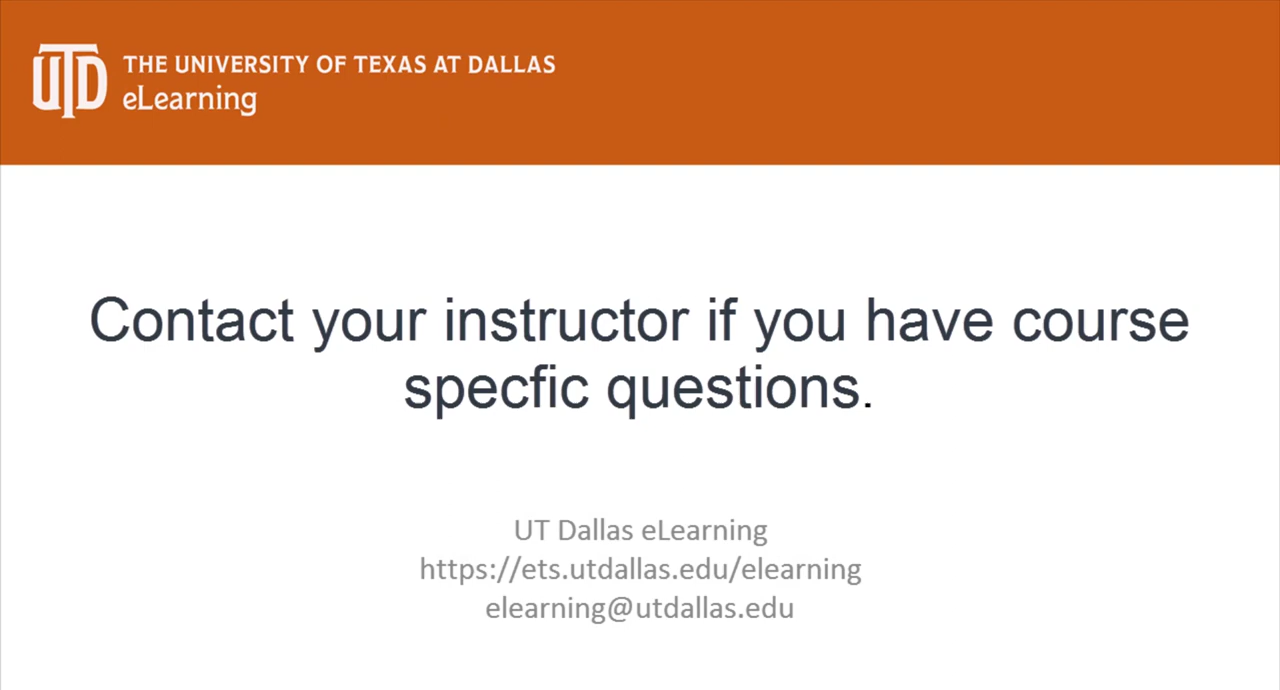 UTD
THE UNIVERSITY OF TEXAS AT DALLAS
eLearning
Contact your instructor if you have course
specfic questions.
UT Dallas eLearning
https://ets.utdallas.edu/elearning
elearning@utdallas.edu